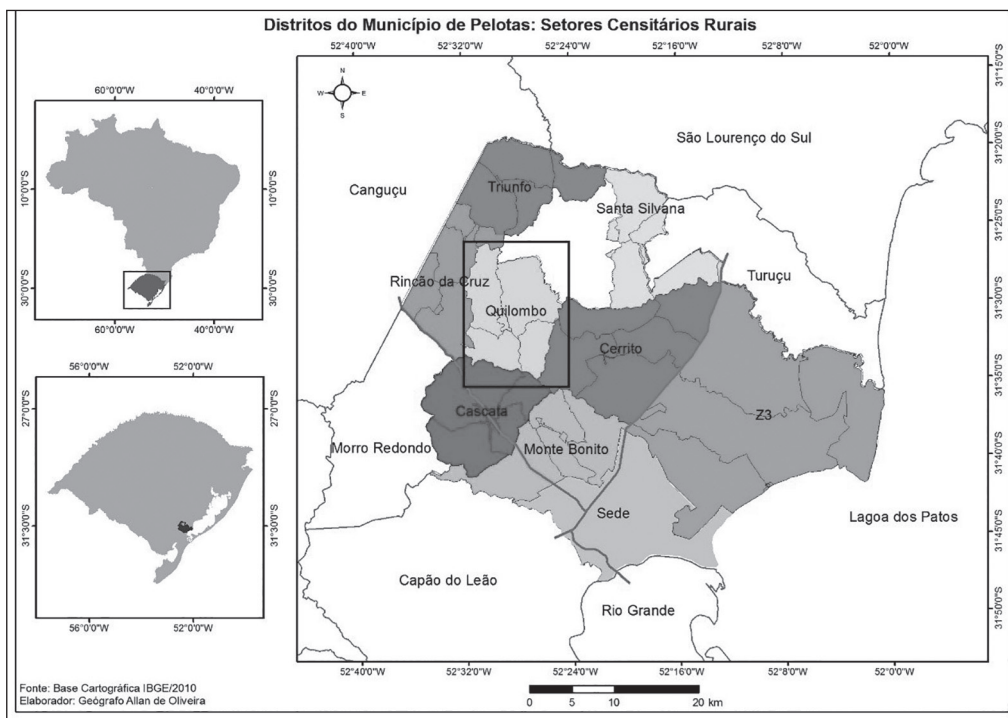 Distritos do Município de Pelotas: Setores Censitários Rurais
52°40'0"W 52°32'0"W 52°24'0"W 52°16'0"W 52°8'0"W 52°0'0"W
60°0'0"W 40°0'0"W
10°0'0"S 10°0'0"S
30°0'0"S 30°0'0"S
60°0'0"W 40°0'0"W
56°0'0"W 52°0'0"W
27°0'0"S 27°0'0"S
31°30'0"S 31°30'0"S
56°0'0"W 52°0'0"W
N
W E
S
São Lourenço do Sul
Canguçu
Triunfo
Santa Silvana
Rincão da Cruz
Turuçu
Quilombo
Cerrito
Cascata
Z3
Morro Redondo
Monte Bonito
Sede
Lagoa dos Patos
Capão do Leão
Rio Grande
31°15'0"S
31°20'0"S
31°25'0"S
31°30'0"S
31°35'0"S
31°40'0"S
31°45'0"S
31°50'0"S
52°40'0"W 52°32'0"W 52°24'0"W 52°16'0"W 52°8'0"W 52°0'0"W
0 5 10 20 km
Fonte: Base Cartográfica IBGE/2010
Elaborador: Geógrafo Allan de Oliveira